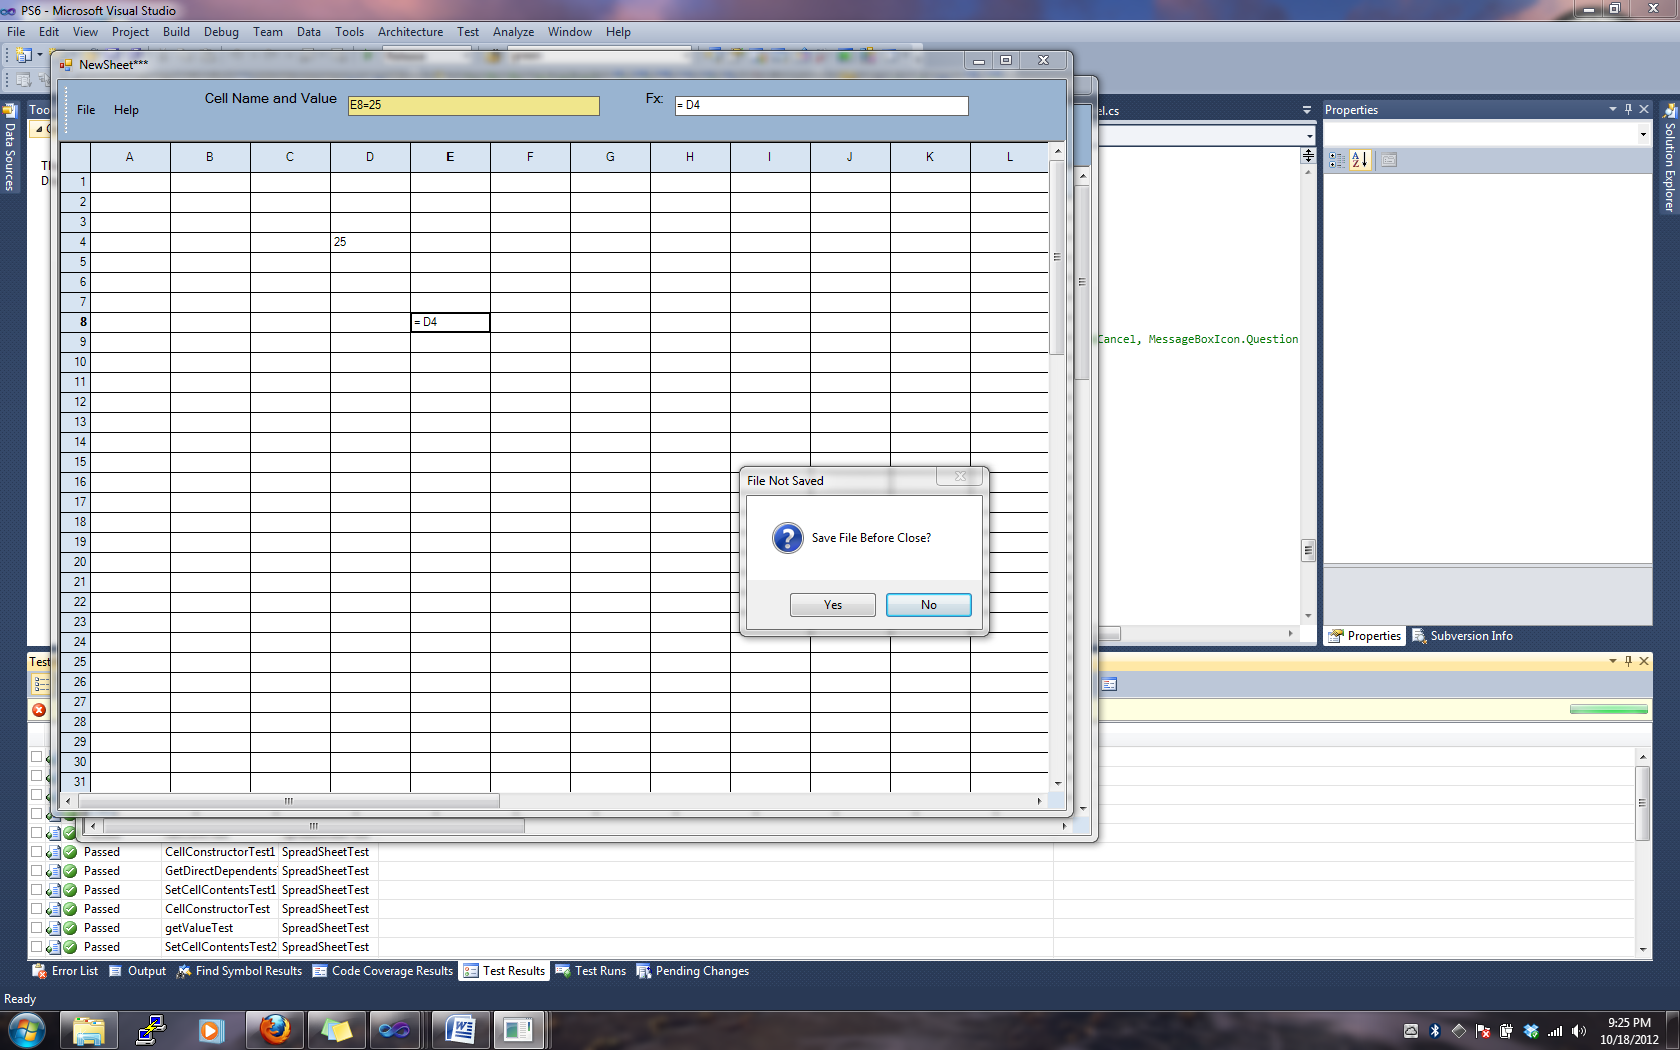 PS6 - Microsoft Visual Studio
File Edit View Project Build Debug Team Data Tools Architecture Test Analyze Window Help
NewSheet***
File Help Cell Name and Value E8=25 Fx: = D4
A B C D E F G H I J K L
1
2
3
4 25
5
6
7
8 = D4
9
10
11
12
13
14
15
16
17
18
19
20
21
22
23
24
25
26
27
28
29
30
31
File Not Saved
Save File Before Close?
Yes No
Data Sources
Too
el.cs
Cancel, MessageBoxIcon.Question
Properties
Solution Explorer
Properties Subversion Info
Test
Passed CellConstructorTest1 SpreadSheetTest
Passed GetDirectDependents SpreadSheetTest
Passed SetCellContentsTest1 SpreadSheetTest
Passed CellConstructorTest SpreadSheetTest
Passed getValueTest SpreadSheetTest
Passed SetCellContentsTest2 SpreadSheetTest
Error List Output Find Symbol Results Code Coverage Results Test Results Test Runs Pending Changes
Ready
9:25 PM
10/18/2012